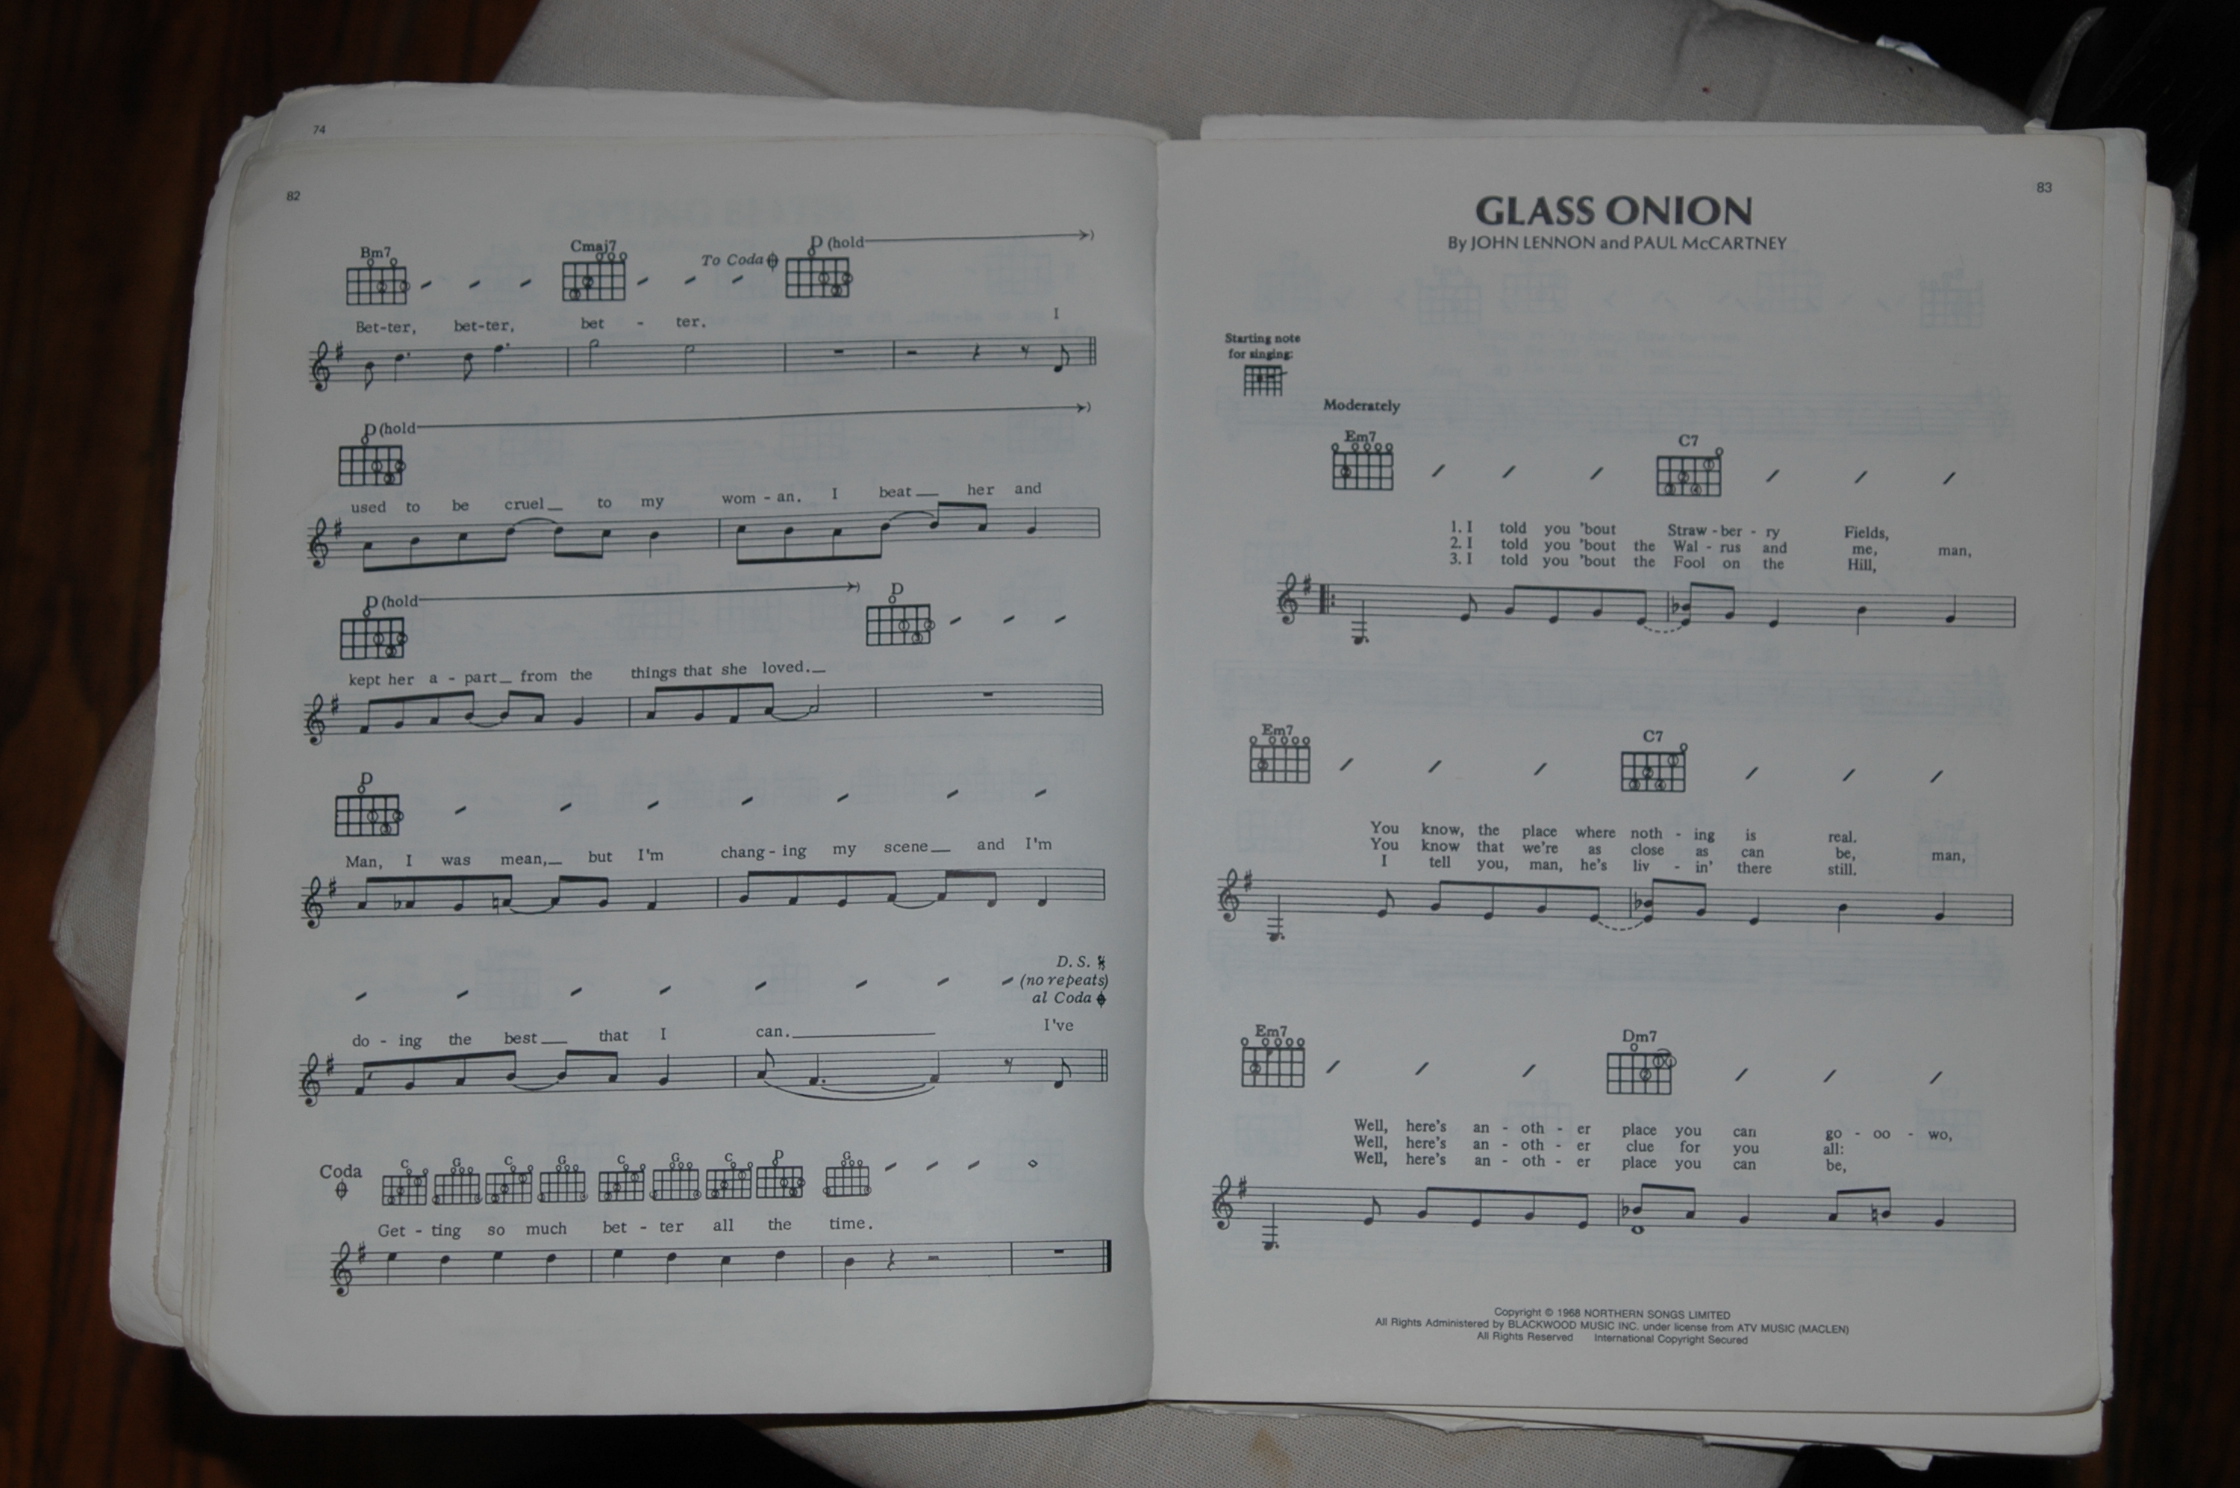 74
82
Bm7 Cmaj7 To Coda D (hold
Bet-ter, bet-ter, bet - ter. I
D (hold
used to be cruel_ to my wom - an. I beat_ her and
D (hold D
kept her a - part_ from the things that she loved._
D
Man, I was mean,_ but I'm chang - ing my scene_ and I'm
D. S.
(no repeats)
al Coda
do - ing the best_ that I can._ I've
Coda C G C G C G C D G
Get - ting so much bet - ter all the time.
83
GLASS ONION
By JOHN LENNON and PAUL McCARTNEY
Starting note
for singing:
Moderately
Em7 C7
1. I told you 'bout Straw - ber - ry Fields,
2. I told you 'bout the Wal - rus and me, man,
3. I told you 'bout the Fool on the Hill,
Em7 C7
You know, the place where noth - ing is real.
You know that we're as close as can be, man,
I tell you, man, he's liv - in' there still.
Em7 Dm7
Well, here's an - oth - er place you can go - oo - wo,
Well, here's an - oth - er clue for you all:
Well, here's an - oth - er place you can be,
Copyright © 1968 NORTHERN SONGS LIMITED
All Rights Administered by BLACKWOOD MUSIC INC. under license from ATV MUSIC (MACLEN)
All Rights Reserved International Copyright Secured